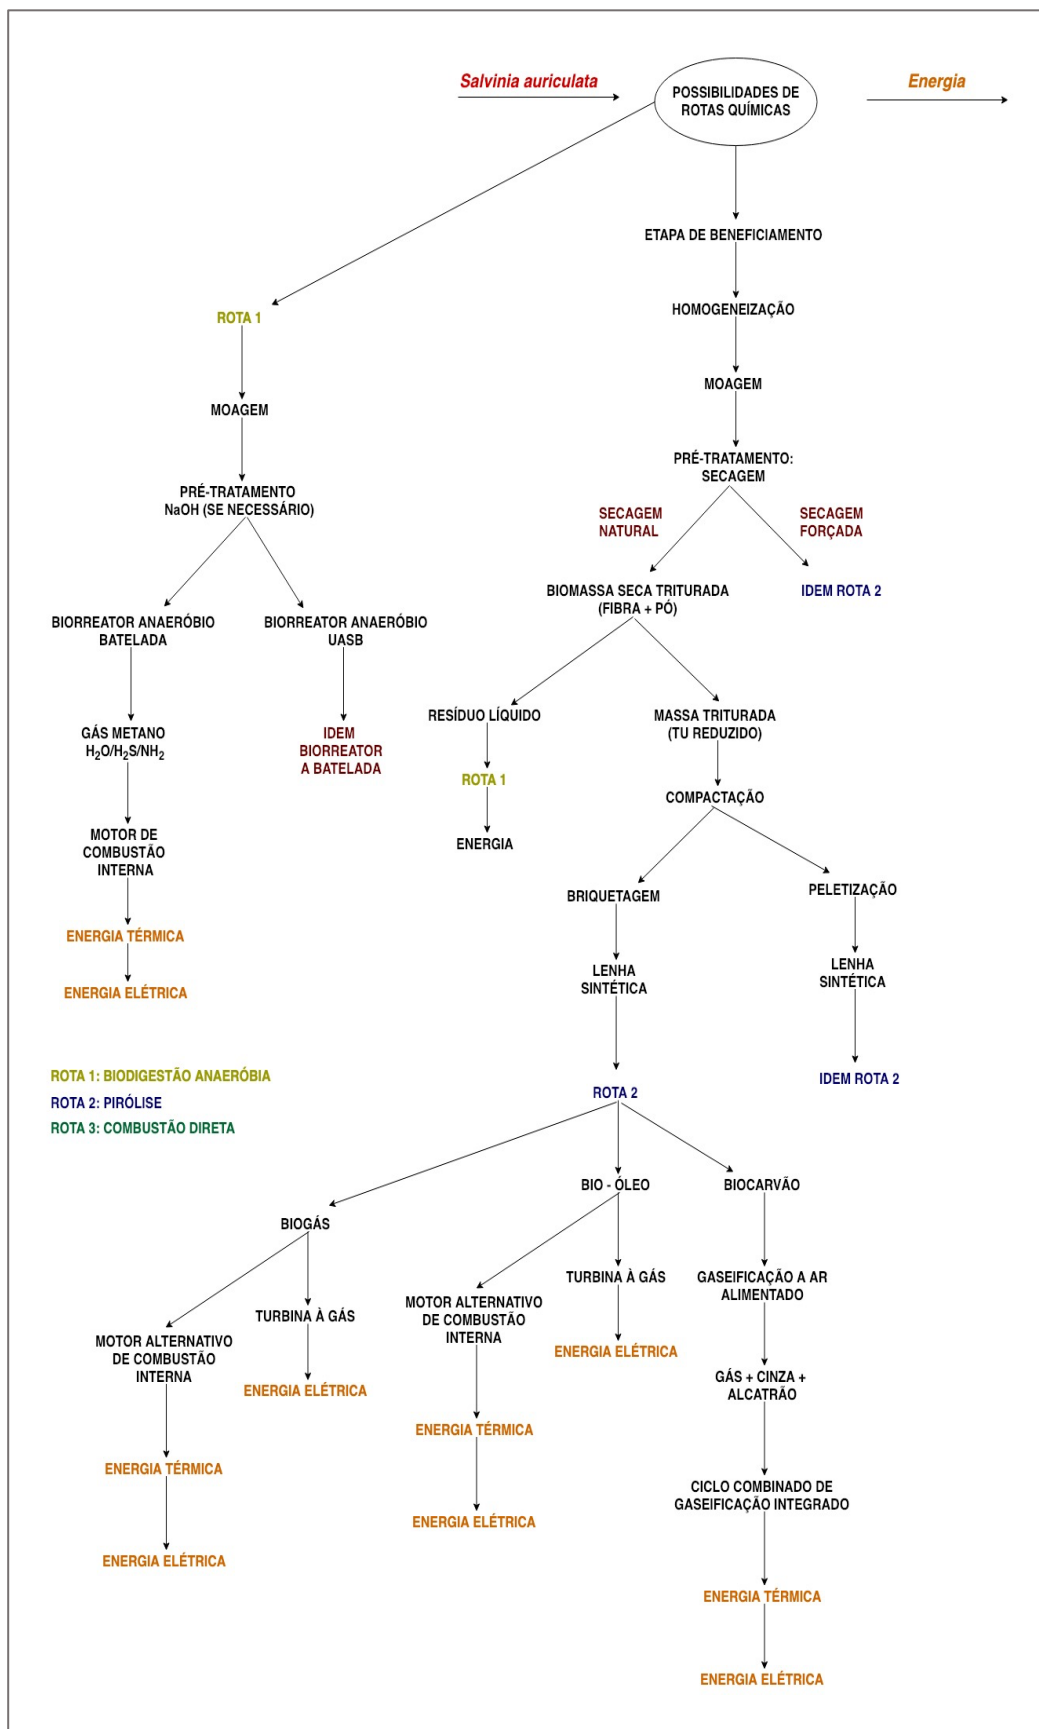 Salvinia auriculata
POSSIBILIDADES DE
ROTAS QUÍMICAS
Energia
ETAPA DE BENEFICIAMENTO
HOMOGENEIZAÇÃO
MOAGEM
PRÉ-TRATAMENTO:
SECAGEM
SECAGEM
NATURAL
SECAGEM
FORÇADA
ROTA 1
MOAGEM
PRÉ-TRATAMENTO
NaOH (SE NECESSÁRIO)
BIORREATOR ANAERÓBIO
BATELADA
BIORREATOR ANAERÓBIO
UASB
GÁS METANO
H2O/H2S/NH2
IDEM
BIORREATOR
A BATELADA
MOTOR DE
COMBUSTÃO
INTERNA
ENERGIA TÉRMICA
ENERGIA ELÉTRICA
BIOMASSA SECA TRITURADA
(FIBRA + PÓ)
IDEM ROTA 2
RESÍDUO LÍQUIDO
ROTA 1
ENERGIA
MASSA TRITURADA
(TU REDUZIDO)
COMPACTAÇÃO
BRIQUETAGEM
LENHA
SINTÉTICA
PELETIZAÇÃO
LENHA
SINTÉTICA
IDEM ROTA 2
ROTA 1: BIODIGESTÃO ANAERÓBIA
ROTA 2: PIRÓLISE
ROTA 3: COMBUSTÃO DIRETA
ROTA 2
BIOGÁS
MOTOR ALTERNATIVO
DE COMBUSTÃO
INTERNA
ENERGIA TÉRMICA
ENERGIA ELÉTRICA
TURBINA À GÁS
ENERGIA ELÉTRICA
BIO - ÓLEO
MOTOR ALTERNATIVO
DE COMBUSTÃO
INTERNA
ENERGIA TÉRMICA
ENERGIA ELÉTRICA
TURBINA À GÁS
ENERGIA ELÉTRICA
BIOCARVÃO
GASEIFICAÇÃO A AR
ALIMENTADO
GÁS + CINZA +
ALCATRÃO
CICLO COMBINADO DE
GASEIFICAÇÃO INTEGRADO
ENERGIA TÉRMICA
ENERGIA ELÉTRICA